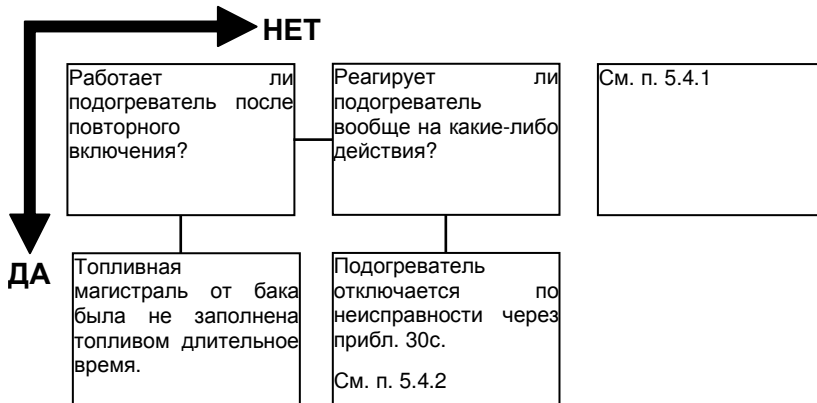 НЕТ
Работает ли
подогреватель после
повторного
включения?
Реагирует ли
подогреватель
вообще на какие-либо
действия?
См. п. 5.4.1
ДА
Топливная
магистраль от бака
была не заполнена
топливом длительное
время.
Подогреватель
отключается по
неисправности через
прибл. 30с.
См. п. 5.4.2